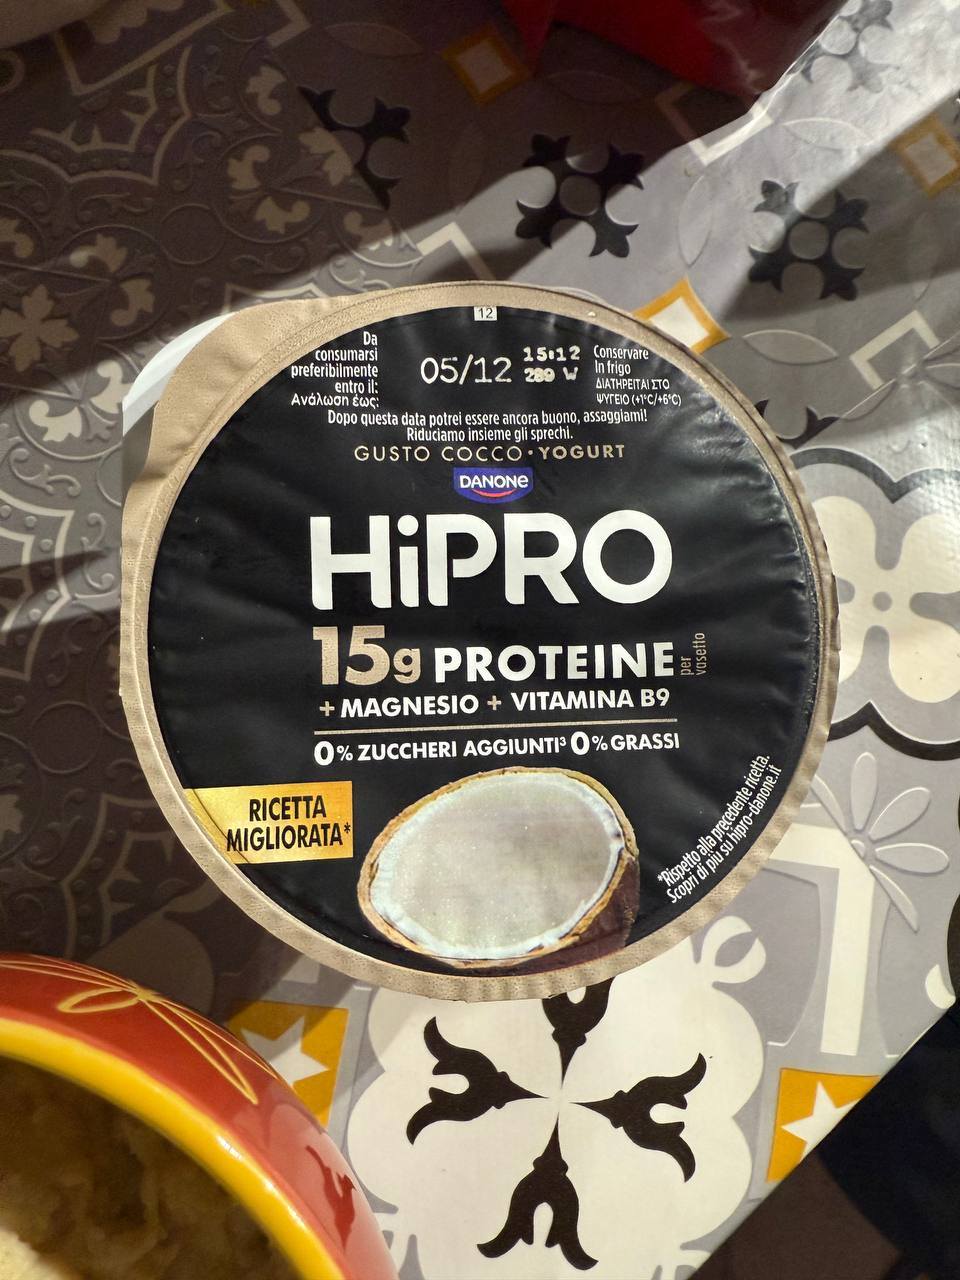 12
Da
consumarsi
preferibilmente
entro il:
Ανάλωση έως:
05/12
15:12
289 W
Conservare
In frigo
ΔΙΑΤΗΡΕΙΤΑΙ ΣΤΟ
ΨΥΓΕΙΟ (+1°C/+6°C)
Dopo questa data potrei essere ancora buono, assaggiami!
Riduciamo insieme gli sprechi.
GUSTO COCCO • YOGURT
DANONE
HiPRO
15g PROTEINE per vasetto
+ MAGNESIO + VITAMINA B9
0% ZUCCHERI AGGIUNTI³ 0% GRASSI
RICETTA
MIGLIORATA*
*Rispetto alla precedente ricetta.
Scopri di più su hipro-danone.it